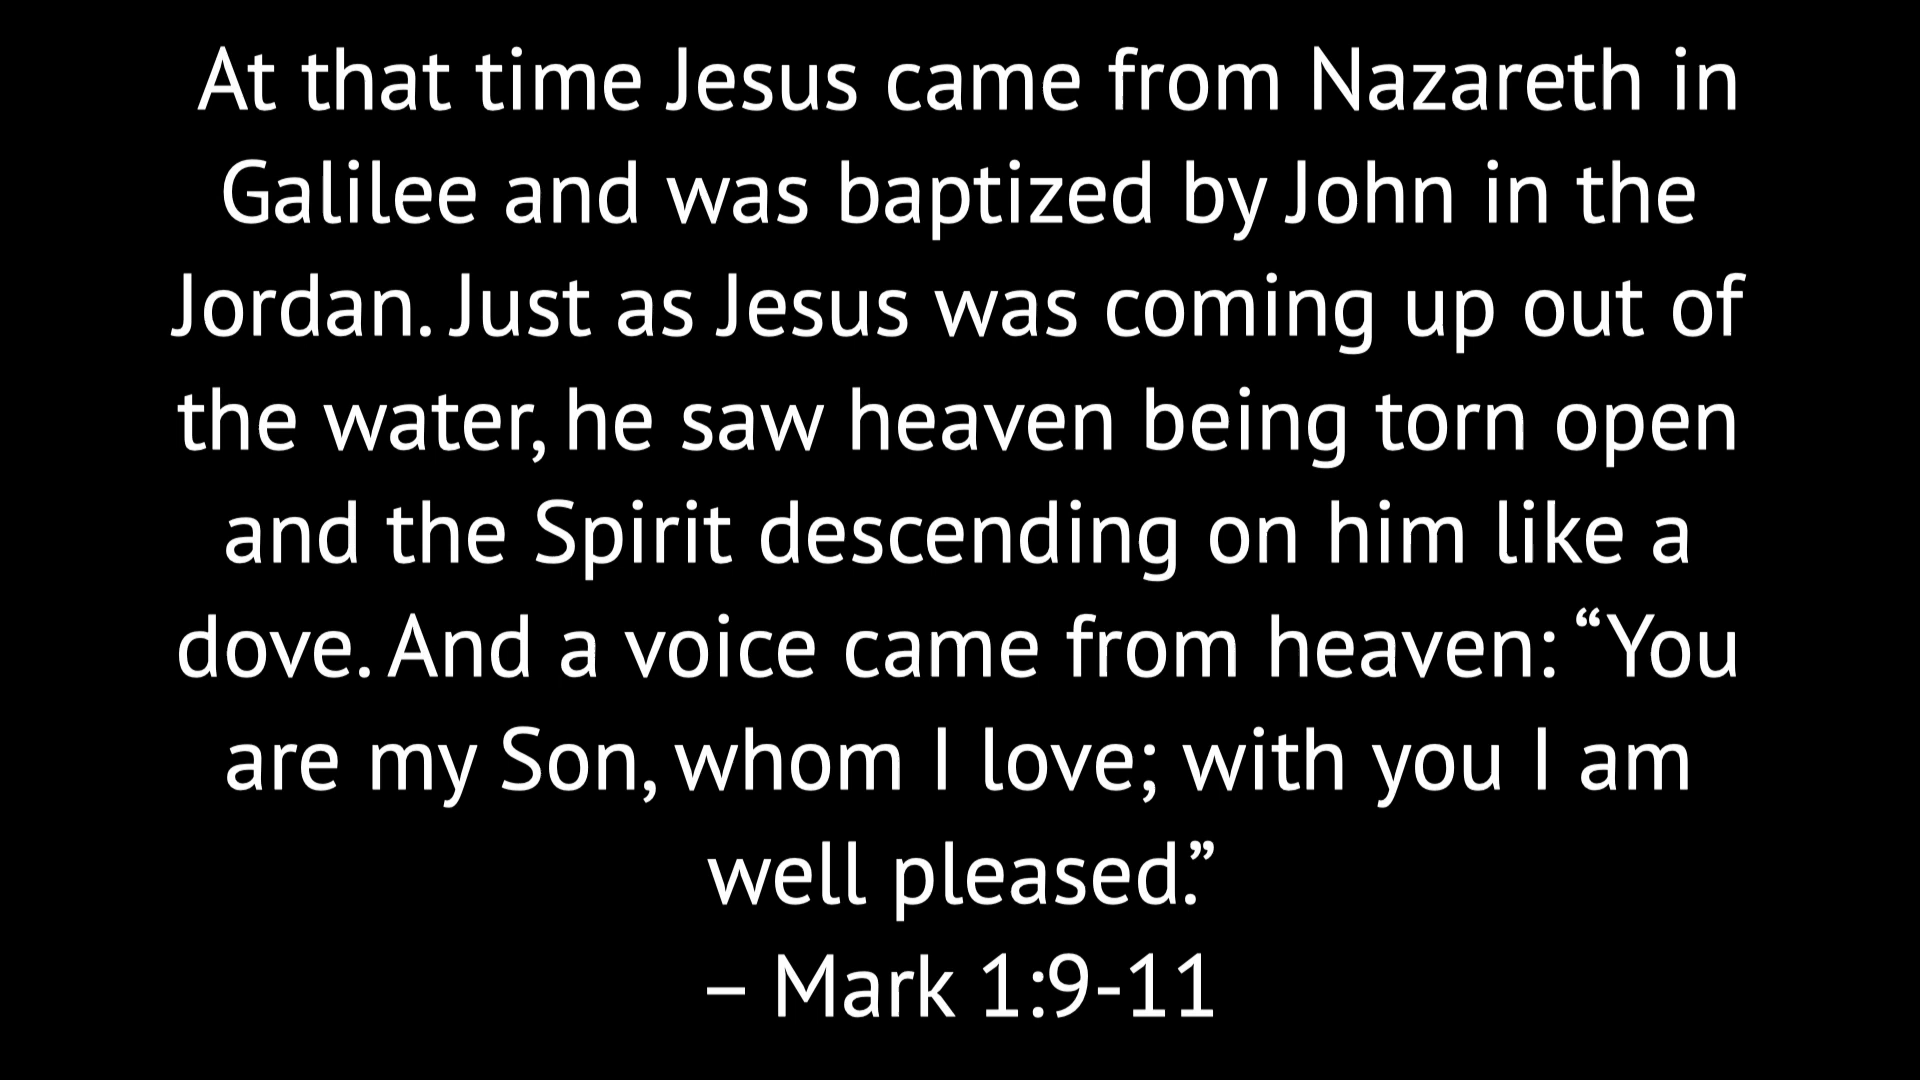 At that time Jesus came from Nazareth in
Galilee and was baptized by John in the
Jordan. Just as Jesus was coming up out of
the water, he saw heaven being torn open
and the Spirit descending on him like a
dove. And a voice came from heaven: “You
are my Son, whom I love; with you I am
well pleased.”
– Mark 1:9-11